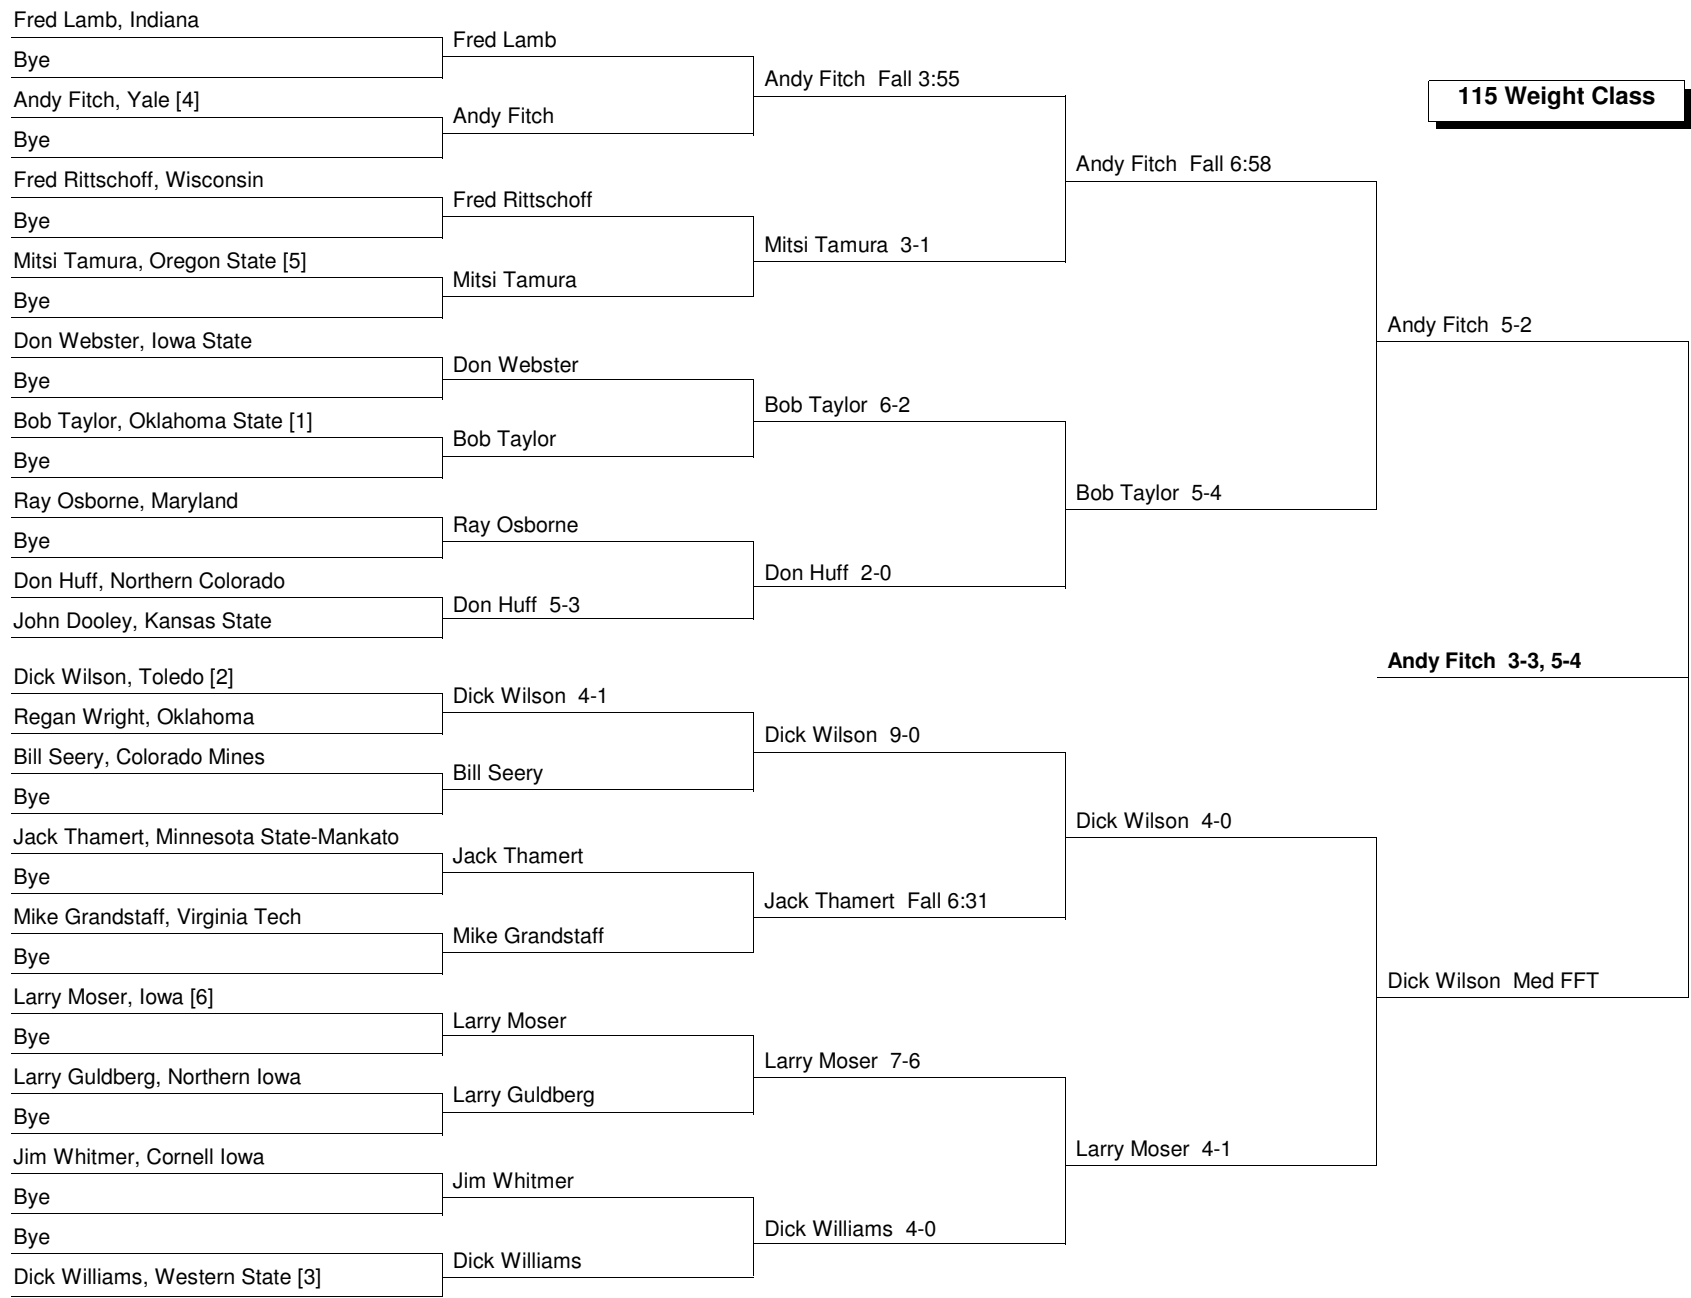 Fred Lamb, Indiana
Bye
Andy Fitch, Yale [4]
Bye
Fred Rittschoff, Wisconsin
Bye
Mitsi Tamura, Oregon State [5]
Bye
Don Webster, Iowa State
Bye
Bob Taylor, Oklahoma State [1]
Bye
Ray Osborne, Maryland
Bye
Don Huff, Northern Colorado
John Dooley, Kansas State
Dick Wilson, Toledo [2]
Regan Wright, Oklahoma
Bill Seery, Colorado Mines
Bye
Jack Thamert, Minnesota State-Mankato
Bye
Mike Grandstaff, Virginia Tech
Bye
Larry Moser, Iowa [6]
Bye
Larry Guldberg, Northern Iowa
Bye
Jim Whitmer, Cornell Iowa
Bye
Bye
Dick Williams, Western State [3]
Fred Lamb
Andy Fitch
Fred Rittschoff
Mitsi Tamura
Don Webster
Bob Taylor
Ray Osborne
Don Huff 5-3
Dick Wilson 4-1
Bill Seery
Jack Thamert
Mike Grandstaff
Larry Moser
Larry Guldberg
Jim Whitmer
Dick Williams
Andy Fitch Fall 3:55
Mitsi Tamura 3-1
Bob Taylor 6-2
Don Huff 2-0
Dick Wilson 9-0
Jack Thamert Fall 6:31
Larry Moser 7-6
Dick Williams 4-0
Andy Fitch Fall 6:58
Bob Taylor 5-4
Dick Wilson 4-0
Larry Moser 4-1
Andy Fitch 5-2
Dick Wilson Med FFT
Andy Fitch 3-3, 5-4
115 Weight Class